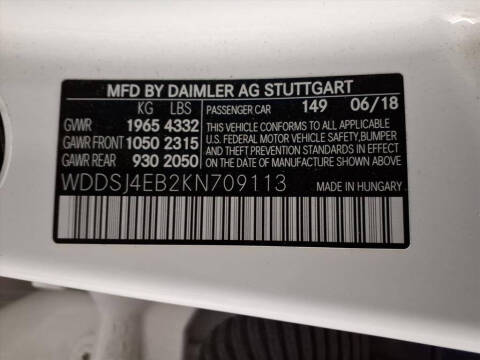 MFD BY DAIMLER AG STUTTGART
KG LBS PASSENGER CAR 149 06/18
GVWR 1965 4332 THIS VEHICLE CONFORMS TO ALL APPLICABLE
GAWR FRONT 1050 2315 U.S. FEDERAL MOTOR VEHICLE SAFETY, BUMPER
GAWR REAR 930 2050 AND THEFT PREVENTION STANDARDS IN EFFECT
ON THE DATE OF MANUFACTURE SHOWN ABOVE.
WDDSJ4EB2KN709113 MADE IN HUNGARY